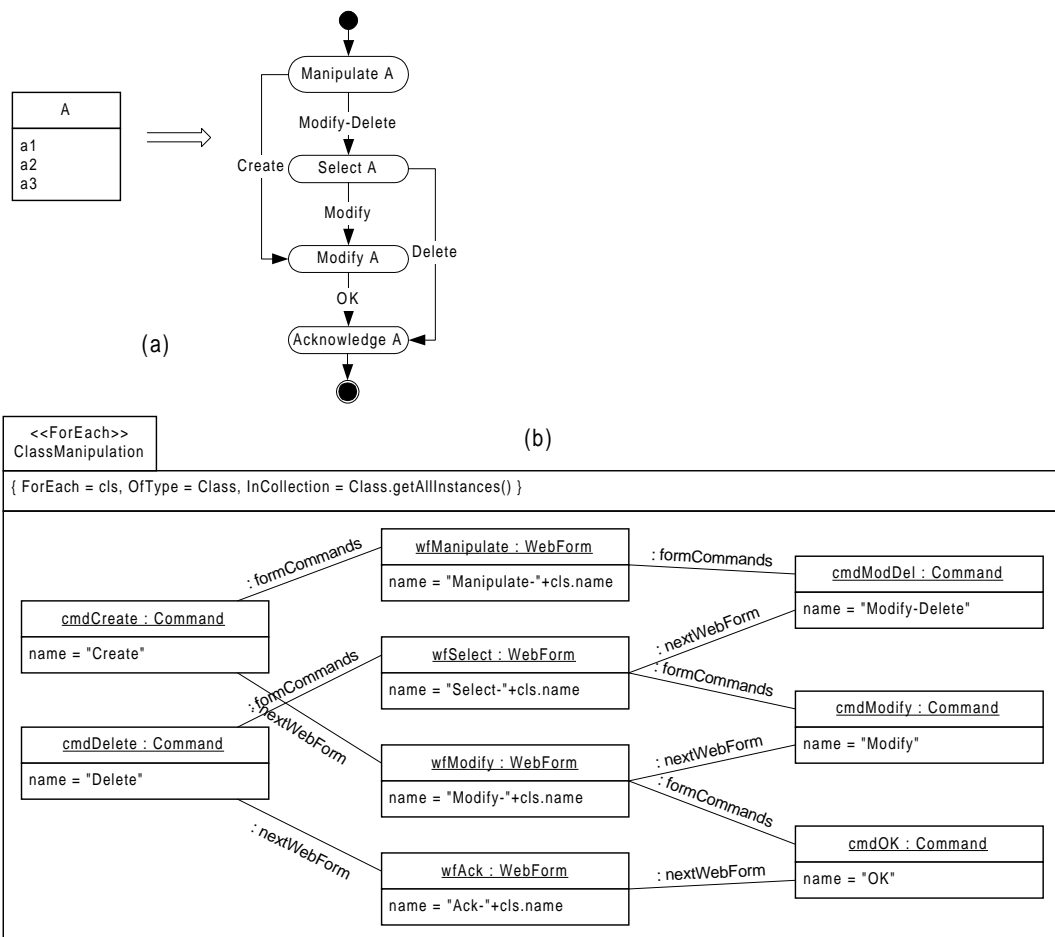 Manipulate A
A
a1
a2
a3
Modify-Delete
Create
Select A
Modify
Modify A
Delete
OK
Acknowledge A
(a)
(b)
<<ForEach>>
ClassManipulation
{ ForEach = cls, OfType = Class, InCollection = Class.getAllInstances() }
: formCommands
wfManipulate : WebForm
name = "Manipulate-"+cls.name
: formCommands
cmdModDel : Command
name = "Modify-Delete"
cmdCreate : Command
name = "Create"
: formCommands
: nextWebForm
wfSelect : WebForm
name = "Select-"+cls.name
: nextWebForm
: formCommands
cmdModify : Command
name = "Modify"
cmdDelete : Command
name = "Delete"
wfModify : WebForm
name = "Modify-"+cls.name
: nextWebForm
: formCommands
cmdOK : Command
name = "OK"
: nextWebForm
wfAck : WebForm
name = "Ack-"+cls.name
: nextWebForm